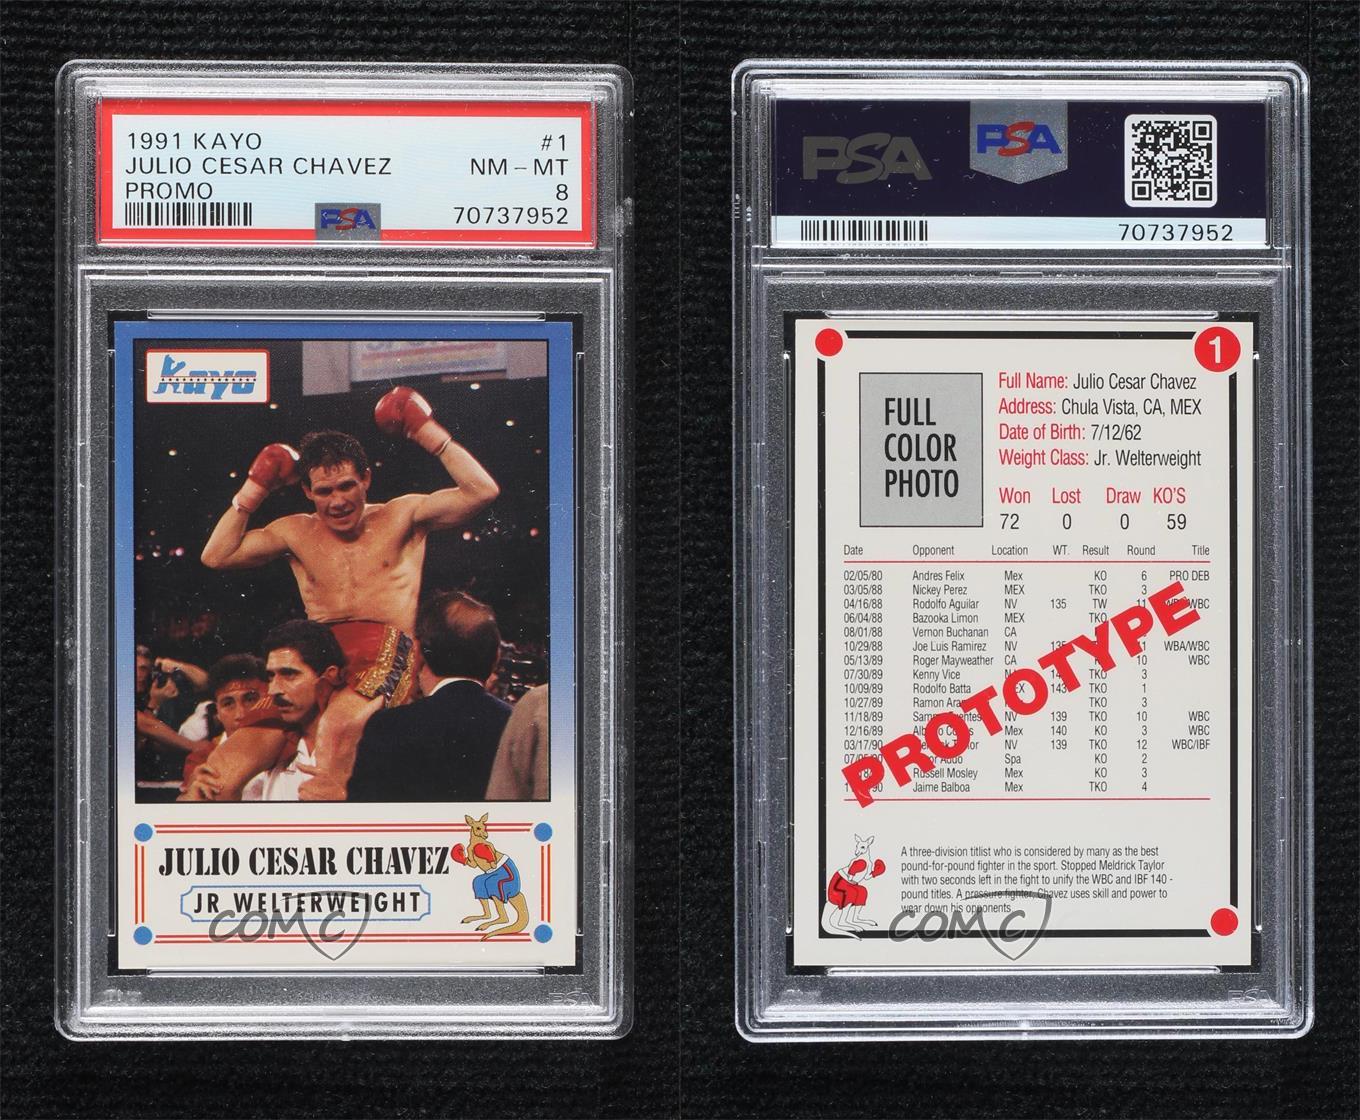 1991 KAYO #1
JULIO CESAR CHAVEZ NM-MT
PROMO 8
70737952
PSA
Kayo
JULIO CESAR CHAVEZ
JR WELTERWEIGHT
COMC
PSA
PSA PSA
70737952
1
FULL
COLOR
PHOTO
Full Name: Julio Cesar Chavez
Address: Chula Vista, CA, MEX
Date of Birth: 7/12/62
Weight Class: Jr. Welterweight
Won Lost Draw KO'S
72 0 0 59
Date Opponent Location WT. Result Round Title
02/05/80 Andres Felix Mex KO 6 PRO DEB
03/05/88 Nickey Perez MEX TKO 3
04/16/88 Rodolfo Aguilar NV 135 TW 11 WBC
06/04/88 Bazooka Limon MEX TKO
08/01/88 Vernon Buchanan CA
10/29/88 Joe Luis Ramirez NV WBA/WBC
05/13/89 Roger Mayweather CA 10 WBC
07/30/89 Kenny Vice NV TKO 3
10/09/89 Rodolfo Batta 143 TKO 1
10/27/89 Ramon TKO 3
11/18/89 NV 139 TKO 10 WBC
12/16/89 Mex 140 KO 3 WBC
03/17/90 NV 139 TKO 12 WBC/IBF
Spa KO 2
Russell Mosley Mex KO 3
Jaime Balboa Mex TKO 4
PROTOTYPE
A three-division titlist who is considered by many as the best
pound-for-pound fighter in the sport. Stopped Meldrick Taylor
with two seconds left in the fight to unify the WBC and IBF 140 -
pound titles. A pressure fighter, Chavez uses skill and power to
wear down his opponents
COMC
PSA